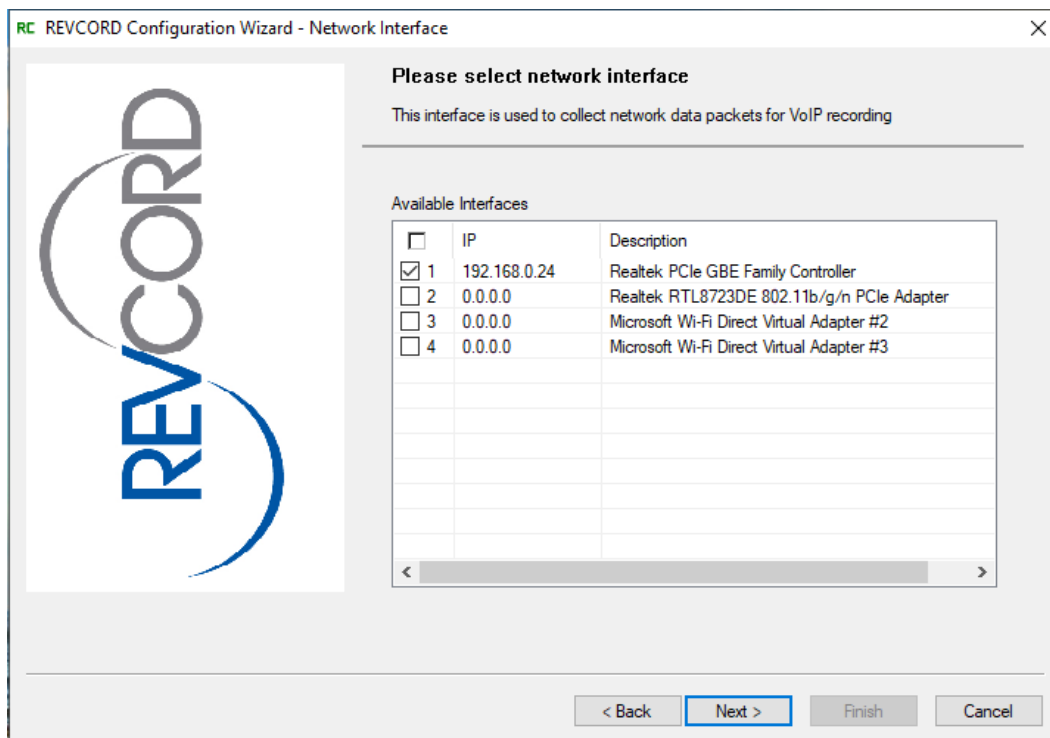 RC REVCORD Configuration Wizard - Network Interface
REVCORD
Please select network interface
This interface is used to collect network data packets for VoIP recording
Available Interfaces
IP Description
1 192.168.0.24 Realtek PCIe GBE Family Controller
2 0.0.0.0 Realtek RTL8723DE 802.11b/g/n PCIe Adapter
3 0.0.0.0 Microsoft Wi-Fi Direct Virtual Adapter #2
4 0.0.0.0 Microsoft Wi-Fi Direct Virtual Adapter #3
< Back Next > Finish Cancel